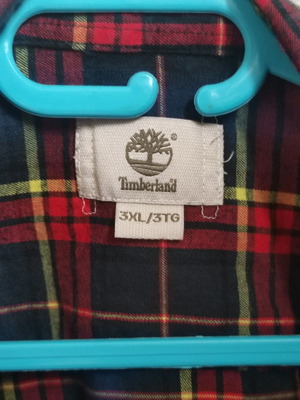 ®
Timberland
3XL/3TG